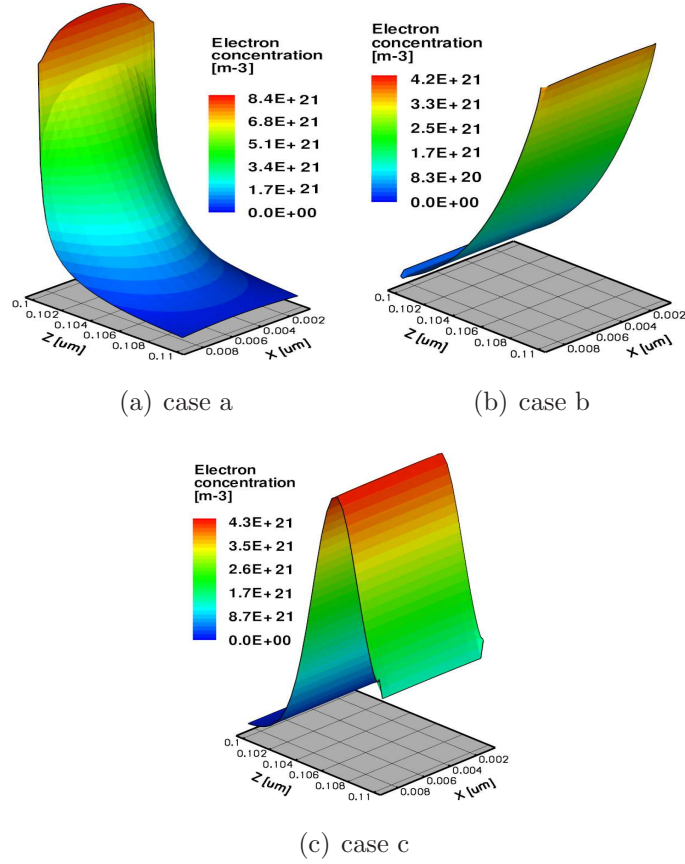 Electron
concentration
[m-3]
8.4E+21
6.8E+21
5.1E+21
3.4E+21
1.7E+21
0.0E+00
0.1
0.102
0.104
0.106
0.108
0.11
Z [um]
0.008
0.006
0.004
0.002
X [um]
(a) case a
Electron
concentration
[m-3]
4.2E+21
3.3E+21
2.5E+21
1.7E+21
8.3E+20
0.0E+00
0.1
0.102
0.104
0.106
0.108
0.11
Z [um]
0.008
0.006
0.004
0.002
X [um]
(b) case b
Electron
concentration
[m-3]
4.3E+21
3.5E+21
2.6E+21
1.7E+21
8.7E+21
0.0E+00
0.1
0.102
0.104
0.106
0.108
0.11
Z [um]
0.008
0.006
0.004
0.002
X [um]
(c) case c